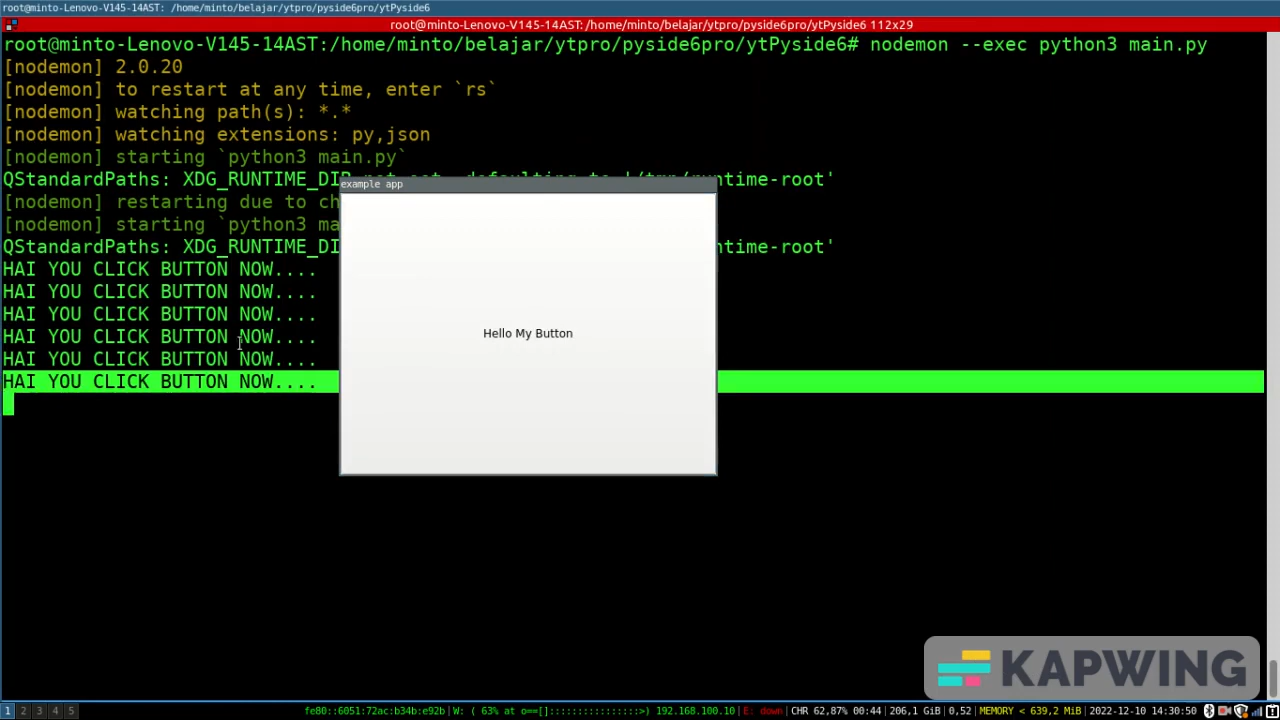 root@minto-Lenovo-V145-14AST: /home/minto/belajar/ytpro/pyside6pro/ytPyside6
root@minto-Lenovo-V145-14AST:/home/minto/belajar/ytpro/pyside6pro/ytPyside6 112x29
root@minto-Lenovo-V145-14AST:/home/minto/belajar/ytpro/pyside6pro/ytPyside6# nodemon --exec python3 main.py
[nodemon] 2.0.20
[nodemon] to restart at any time, enter `rs`
[nodemon] watching path(s): *.*
[nodemon] watching extensions: py,json
[nodemon] starting `python3 main.py`
QStandardPaths: XDG_RUNTIME_DIR not set, defaulting to '/tmp/runtime-root'
example app
[nodemon] restarting due to ch
[nodemon] starting `python3 ma
QStandardPaths: XDG_RUNTIME_DI ntime-root'
HAI YOU CLICK BUTTON NOW....
HAI YOU CLICK BUTTON NOW....
HAI YOU CLICK BUTTON NOW....
HAI YOU CLICK BUTTON NOW....
HAI YOU CLICK BUTTON NOW....
HAI YOU CLICK BUTTON NOW....
Hello My Button
KAPWING
1 2 3 4 5 fe80::6051:72ac:b34b:e92b|W: ( 63% at o==[]:::::::::::::::>) 192.168.100.10|E: down|CHR 62,87% 00:44|206,1 GiB|0,52|MEMORY < 639,2 MiB|2022-12-10 14:30:50